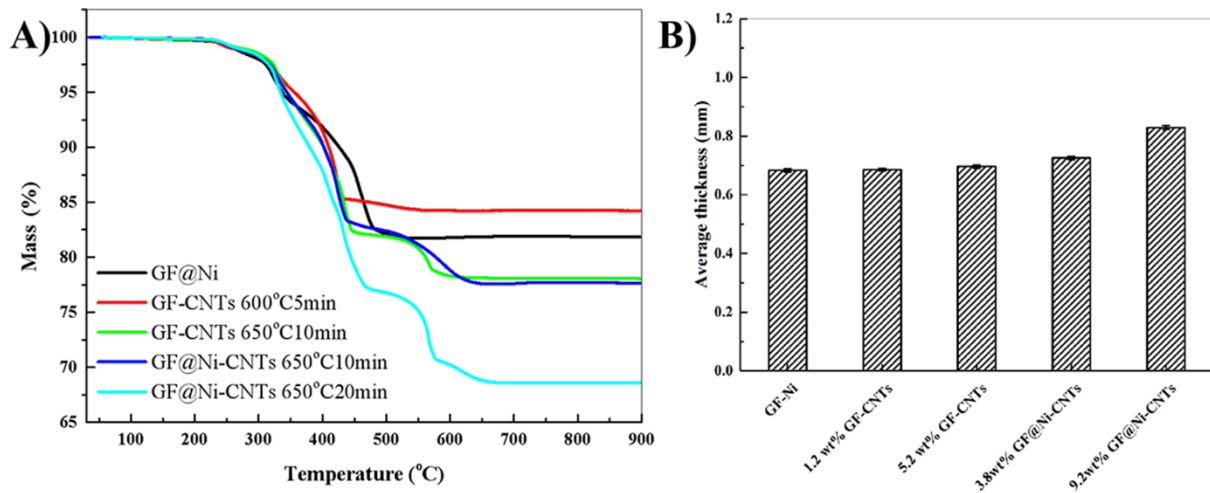 A)
100
95
90
85
80
75
70
65
Mass (%)
GF@Ni
GF-CNTs 600°C5min
GF-CNTs 650°C10min
GF@Ni-CNTs 650°C10min
GF@Ni-CNTs 650°C20min
100 200 300 400 500 600 700 800 900
Temperature (°C)
B)
1.2
1.0
0.8
0.6
0.4
0.2
0.0
Average thickness (mm)
GF-Ni
1.2 wt% GF-CNTs
5.2 wt% GF-CNTs
3.8wt% GF@Ni-CNTs
9.2wt% GF@Ni-CNTs